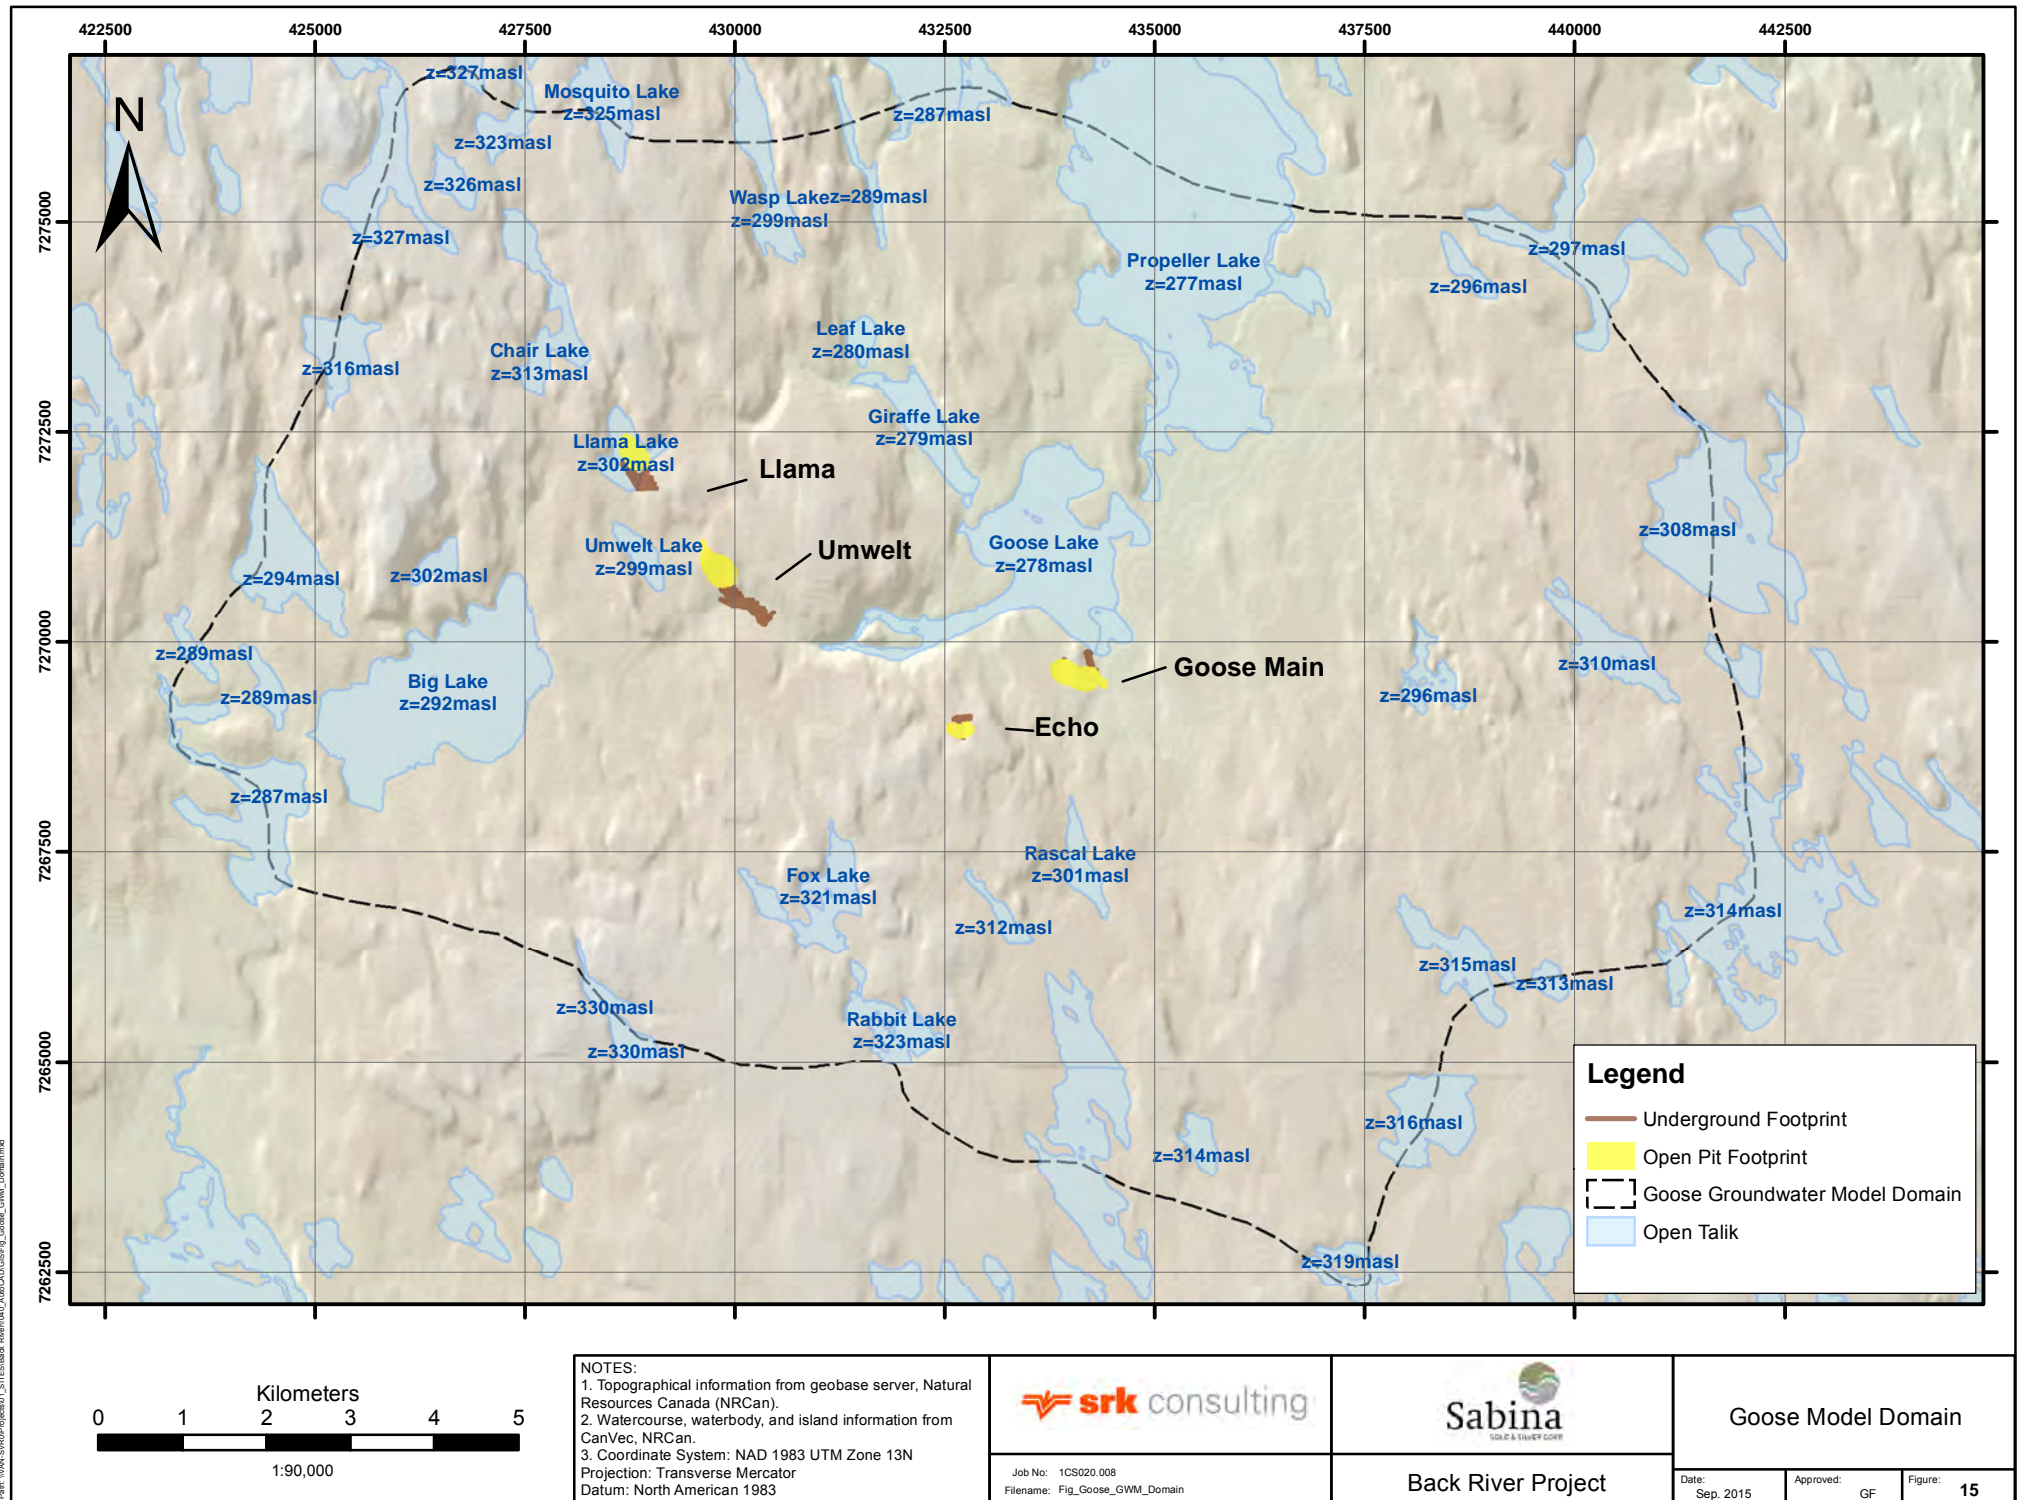 422500 425000 427500 430000 432500 435000 437500 440000 442500
7275000
7272500
7270000
7267500
7265000
7262500
N
z=327masl
Mosquito Lake
z=325masl
z=323masl
z=326masl
z=327masl
z=287masl
Wasp Lake
z=299masl
z=289masl
Propeller Lake
z=277masl
z=297masl
z=296masl
z=316masl
Chair Lake
z=313masl
Leaf Lake
z=280masl
Giraffe Lake
z=279masl
Llama Lake
z=302masl
Llama
Umwelt Lake
z=299masl
Umwelt
Goose Lake
z=278masl
z=308masl
z=294masl
z=302masl
z=289masl
z=289masl
Big Lake
z=292masl
Goose Main
Echo
z=310masl
z=296masl
z=287masl
Fox Lake
z=321masl
Rascal Lake
z=301masl
z=312masl
z=314masl
z=315masl
z=313masl
z=330masl
z=330masl
Rabbit Lake
z=323masl
z=316masl
z=314masl
z=319masl
Legend
Underground Footprint
Open Pit Footprint
Goose Groundwater Model Domain
Open Talik
Kilometers
0 1 2 3 4 5
1:90,000
NOTES:
1. Topographical information from geobase server, Natural
Resources Canada (NRCan).
2. Watercourse, waterbody, and island information from
CanVec, NRCan.
3. Coordinate System: NAD 1983 UTM Zone 13N
Projection: Transverse Mercator
Datum: North American 1983
srk consulting
Job No: 1CS020.008
Filename: Fig_Goose_GWM_Domain
Sabina
GOLD & SILVER CORP
Back River Project
Goose Model Domain
Date:
Sep. 2015
Approved:
GF
Figure:
15